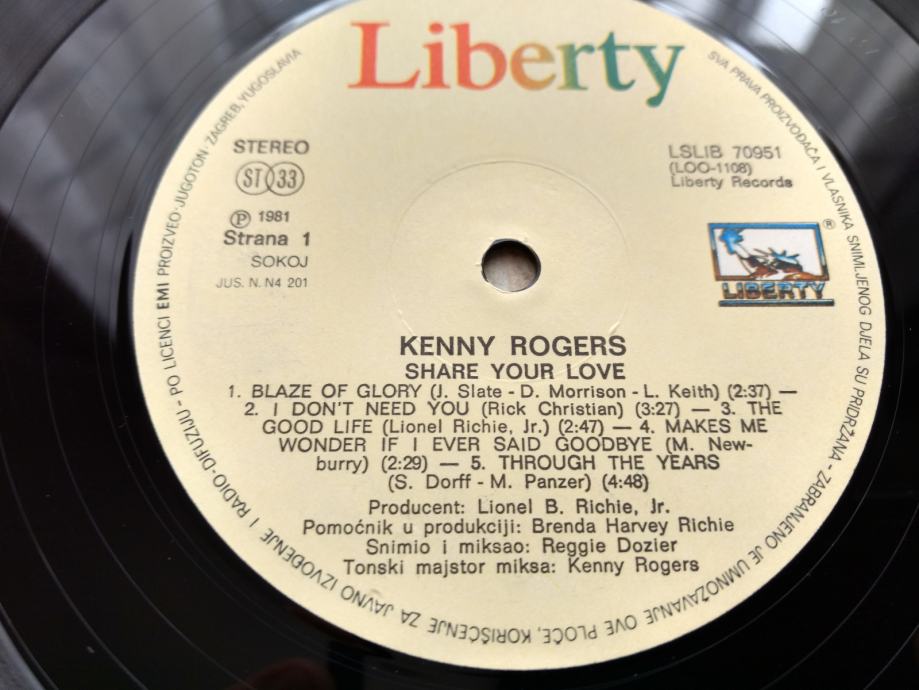 Liberty
STEREO
ST 33
Ⓟ 1981
Strana 1
SOKOJ
JUS. N. N4 201
LSLIB 70951
(LOO-1108)
Liberty Records
LIBERTY®
KENNY ROGERS
SHARE YOUR LOVE
1. BLAZE OF GLORY (J. Slate - D. Morrison - L. Keith) (2:37) —
2. I DON'T NEED YOU (Rick Christian) (3:27) — 3. THE
GOOD LIFE (Lionel Richie, Jr.) (2:47) — 4. MAKES ME
WONDER IF I EVER SAID GOODBYE (M. New-
burry) (2:29) — 5. THROUGH THE YEARS
(S. Dorff - M. Panzer) (4:48)
Producent: Lionel B. Richie, Jr.
Pomoćnik u produkciji: Brenda Harvey Richie
Snimio i miksao: Reggie Dozier
Tonski majstor miksa: Kenny Rogers
SVA PRAVA PROIZVOĐAČA I VLASNIKA SNIMLJENOG DJELA SU PRIDRŽANA - ZABRANJENO JE UMNOŽAVANJE OVE PLOČE, KORIŠĆENJE ZA JAVNO IZVOĐENJE I RADIO-DIFUZIJU - PO LICENCI EMI PROIZVEO: JUGOTON - ZAGREB, YUGOSLAVIA